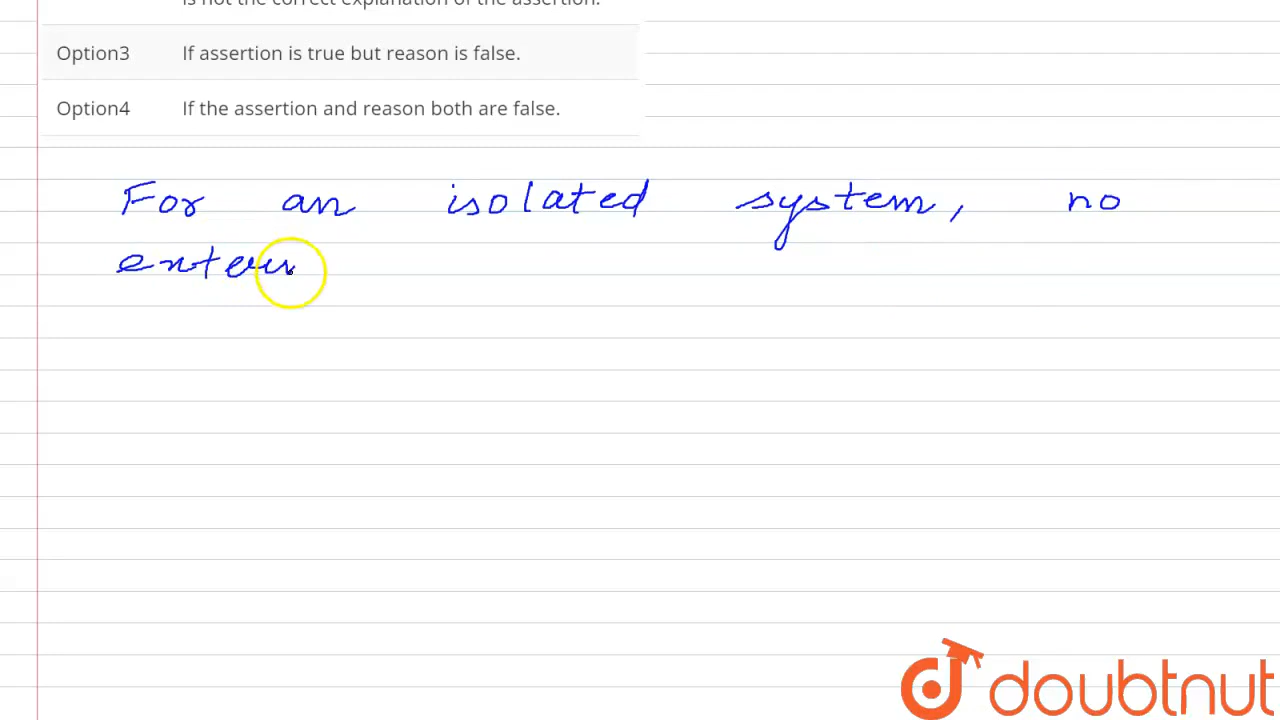 is not the correct explanation of the assertion.
Option3 If assertion is true but reason is false.
Option4 If the assertion and reason both are false.
For an isolated system, no
extern
doubtnut